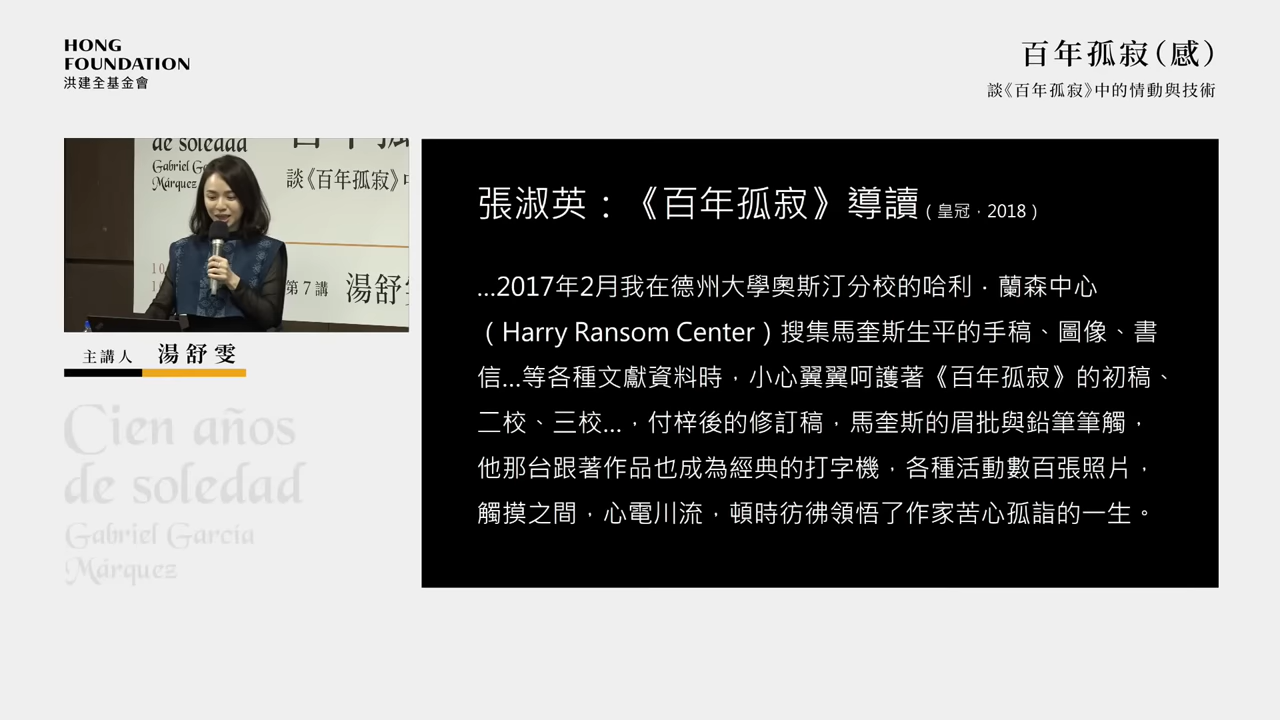 HONG
FOUNDATION
洪建全基金會
百年孤寂(感)
談《百年孤寂》中的情動與技術
de soledad
Márquez
談《百年孤寂》中
第7講 湯舒
主講人 湯舒雯
Cien años
de soledad
Gabriel García
Márquez
張淑英：《百年孤寂》導讀（皇冠．2018）
…2017年2月我在德州大學奧斯汀分校的哈利．蘭森中心
（Harry Ransom Center）搜集馬奎斯生平的手稿、圖像、書
信…等各種文獻資料時，小心翼翼呵護著《百年孤寂》的初稿、
二校、三校…，付梓後的修訂稿，馬奎斯的眉批與鉛筆筆觸，
他那台跟著作品也成為經典的打字機，各種活動數百張照片，
觸摸之間，心電川流，頓時彷彿領悟了作家苦心孤詣的一生。